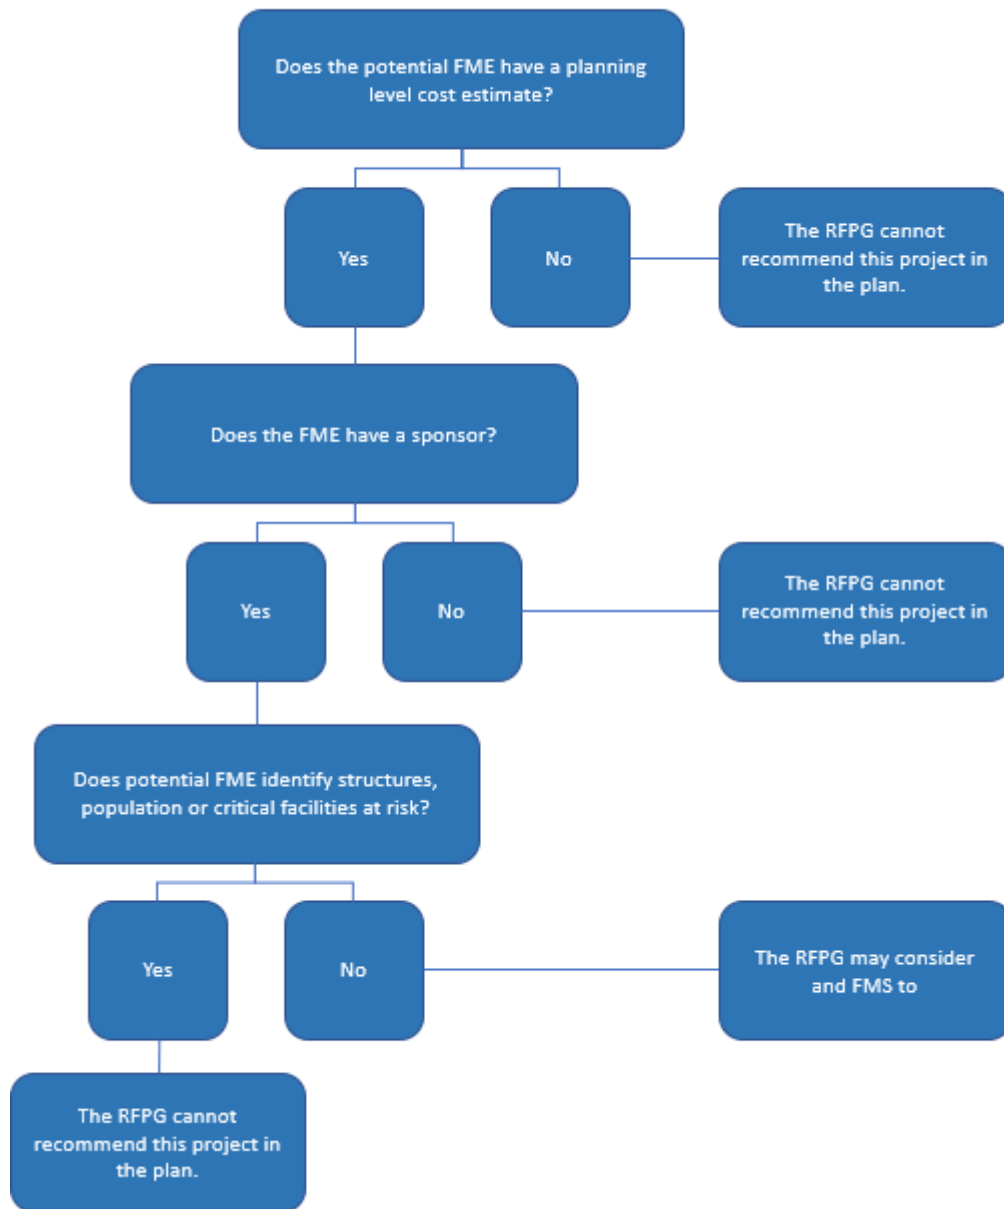 Does the potential FME have a planning
level cost estimate?
Yes
No
The RFPG cannot
recommend this project in
the plan.
Does the FME have a sponsor?
Yes
No
The RFPG cannot
recommend this project in
the plan.
Does potential FME identify structures,
population or critical facilities at risk?
Yes
No
The RFPG may consider
and FMS to
The RFPG cannot
recommend this project in
the plan.